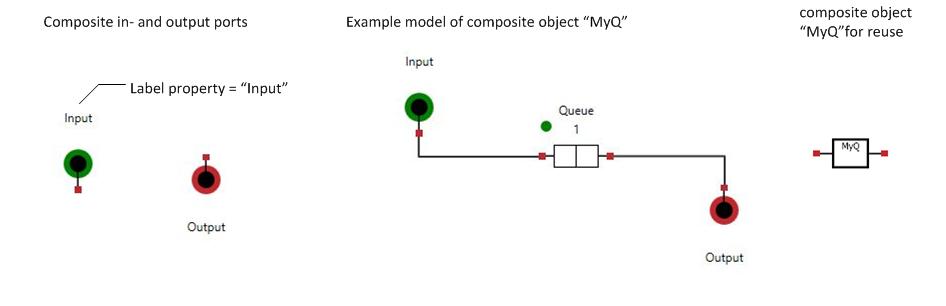 Composite in- and output ports
Label property = “Input”
Input
Output
Example model of composite object “MyQ”
Input
Queue
1
Output
composite object
“MyQ”for reuse
MyQ